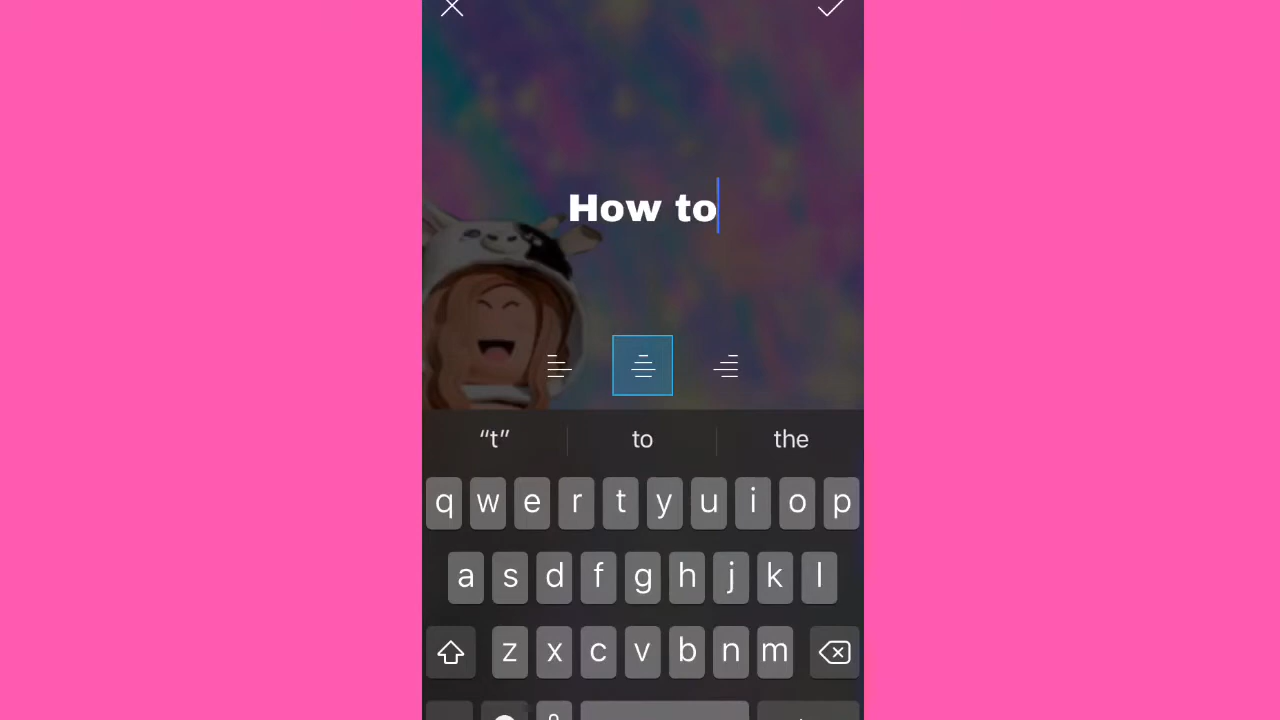 How to
“t” to the
q w e r t y u i o p
a s d f g h j k l
z x c v b n m